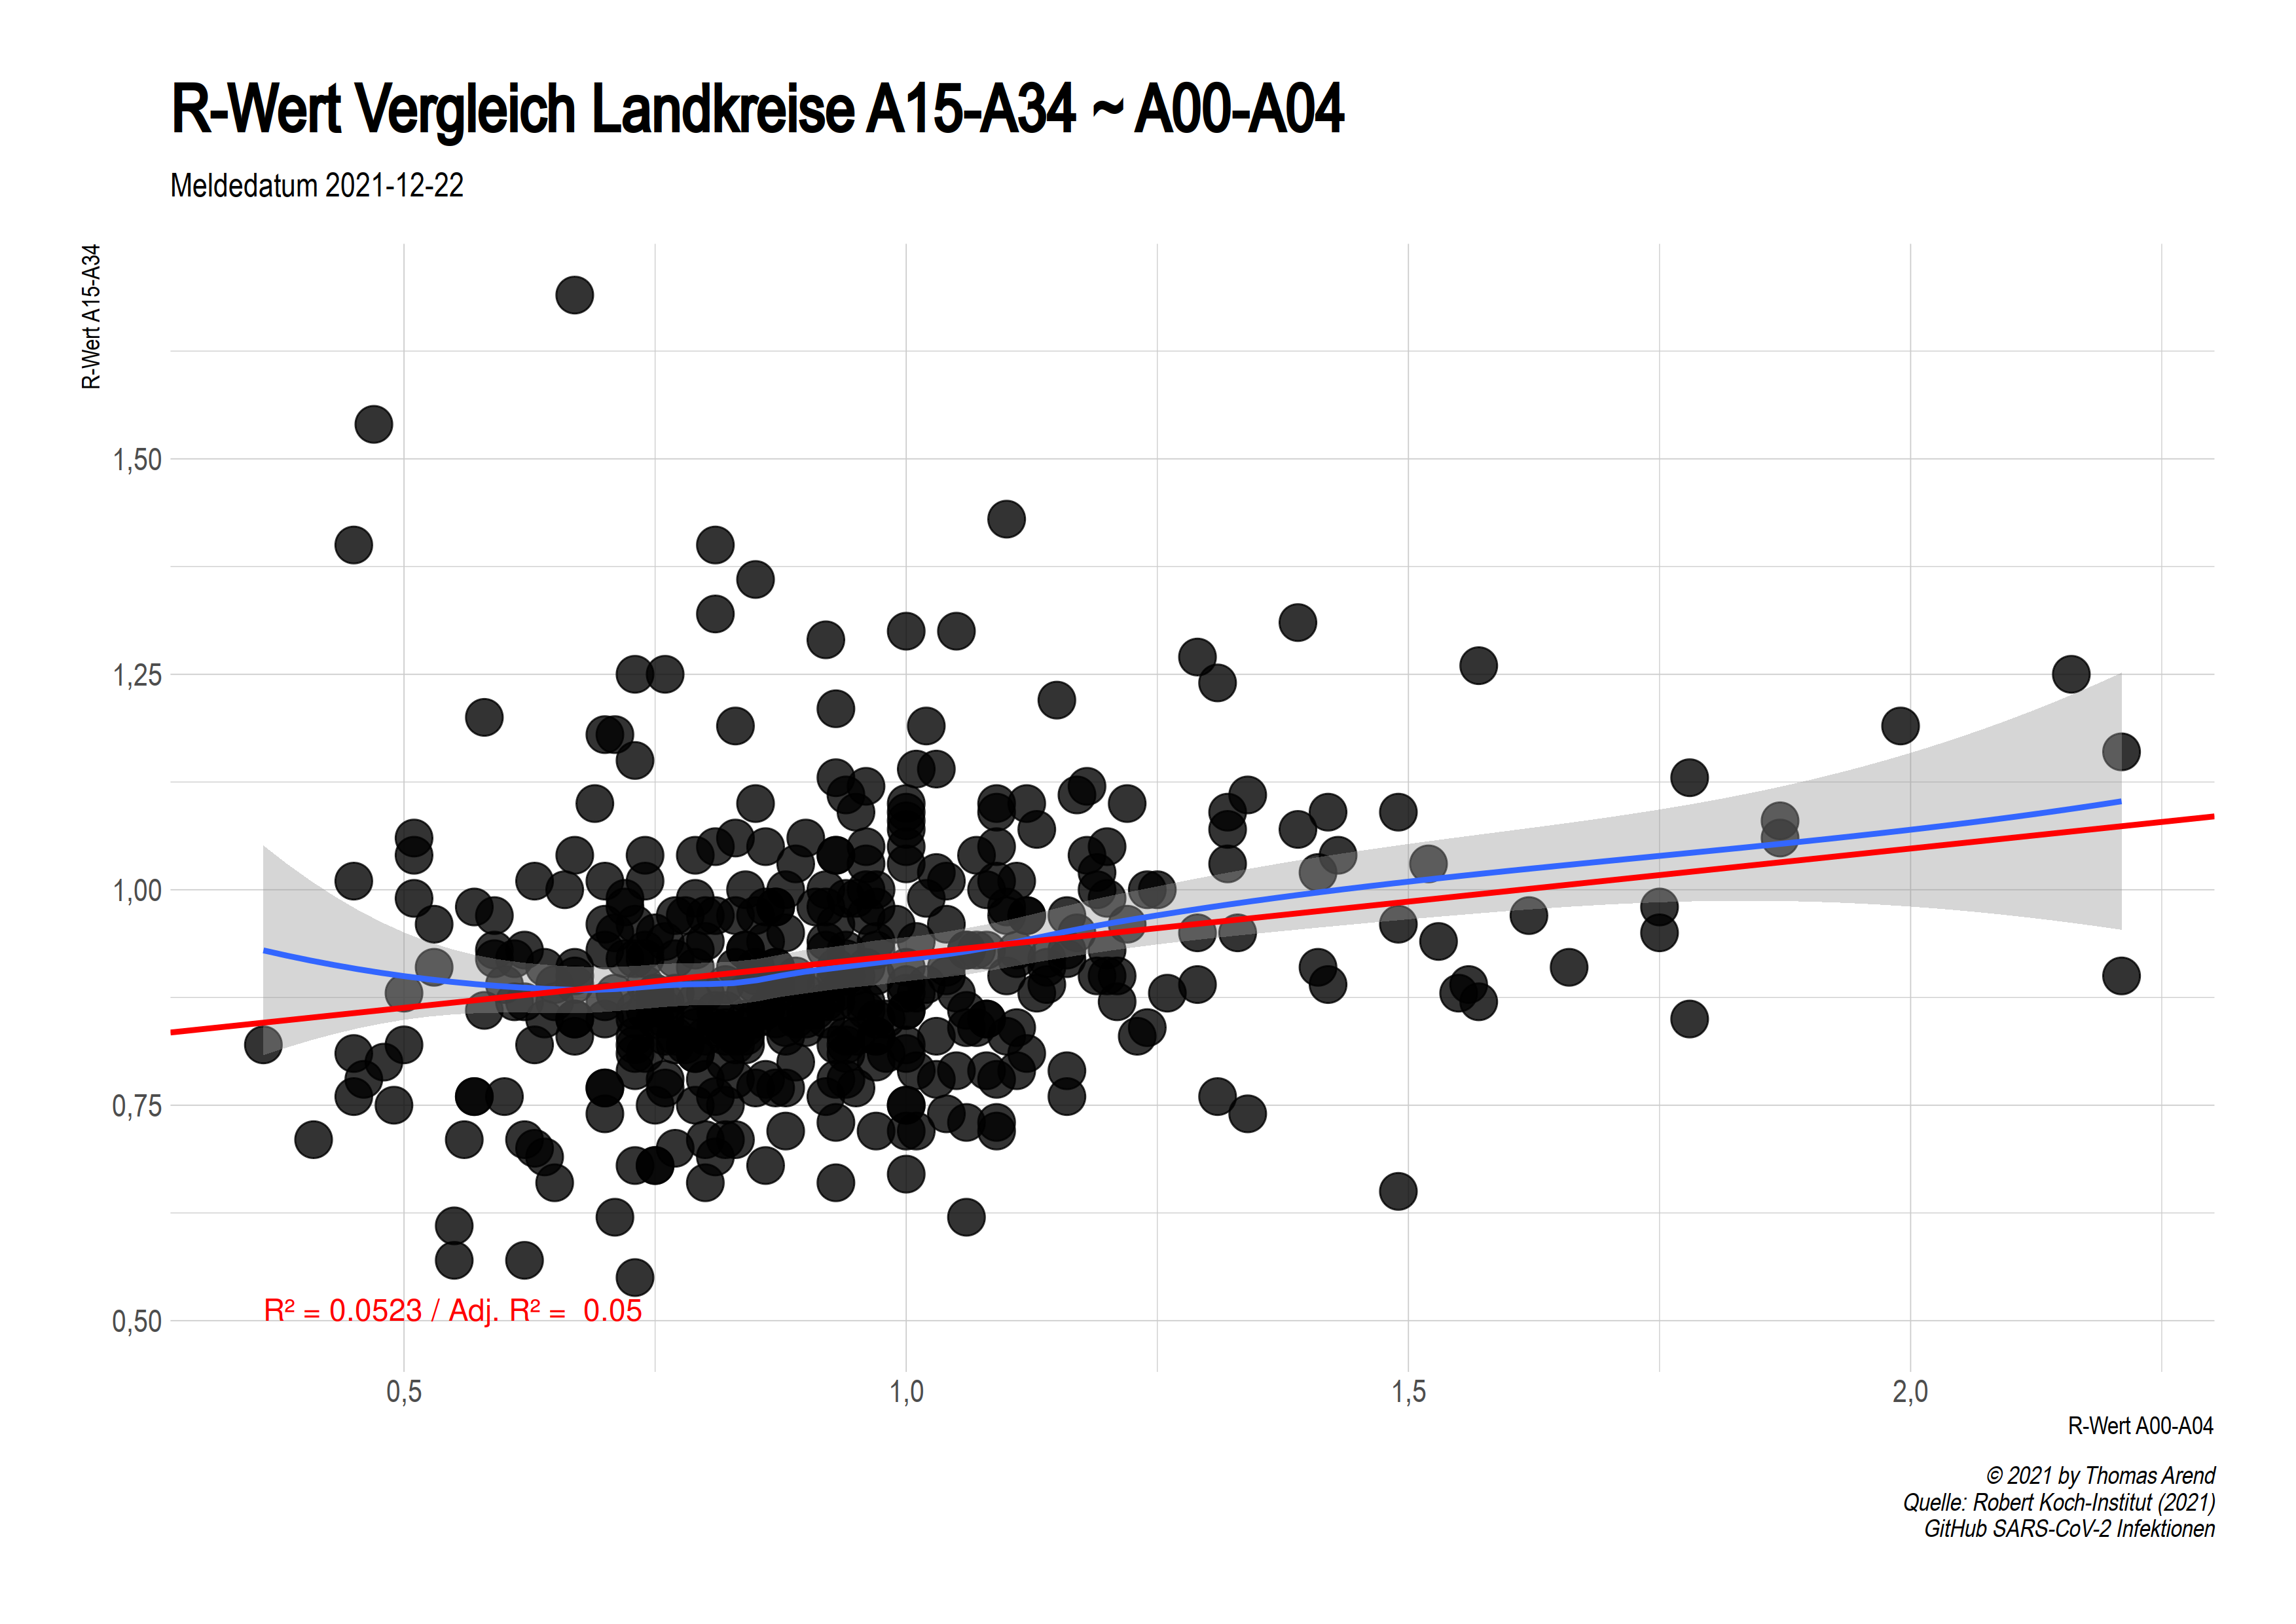 R-Wert Vergleich Landkreise A15-A34 ~ A00-A04
Meldedatum 2021-12-22
R-Wert A15-A34
1,50
1,25
1,00
0,75
0,50
R² = 0.0523 / Adj. R² =  0.05
0,5
1,0
1,5
2,0
R-Wert A00-A04
© 2021 by Thomas Arend
Quelle: Robert Koch-Institut (2021)
GitHub SARS-CoV-2 Infektionen